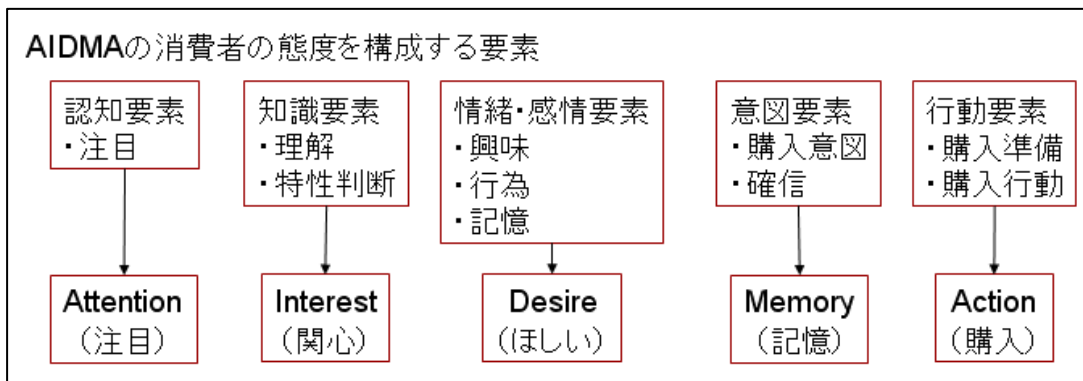 AIDMAの消費者の態度を構成する要素
認知要素
・注目
知識要素
・理解
・特性判断
情緒・感情要素
・興味
・行為
・記憶
意図要素
・購入意図
・確信
行動要素
・購入準備
・購入行動
Attention
（注目）
Interest
（関心）
Desire
（ほしい）
Memory
（記憶）
Action
（購入）